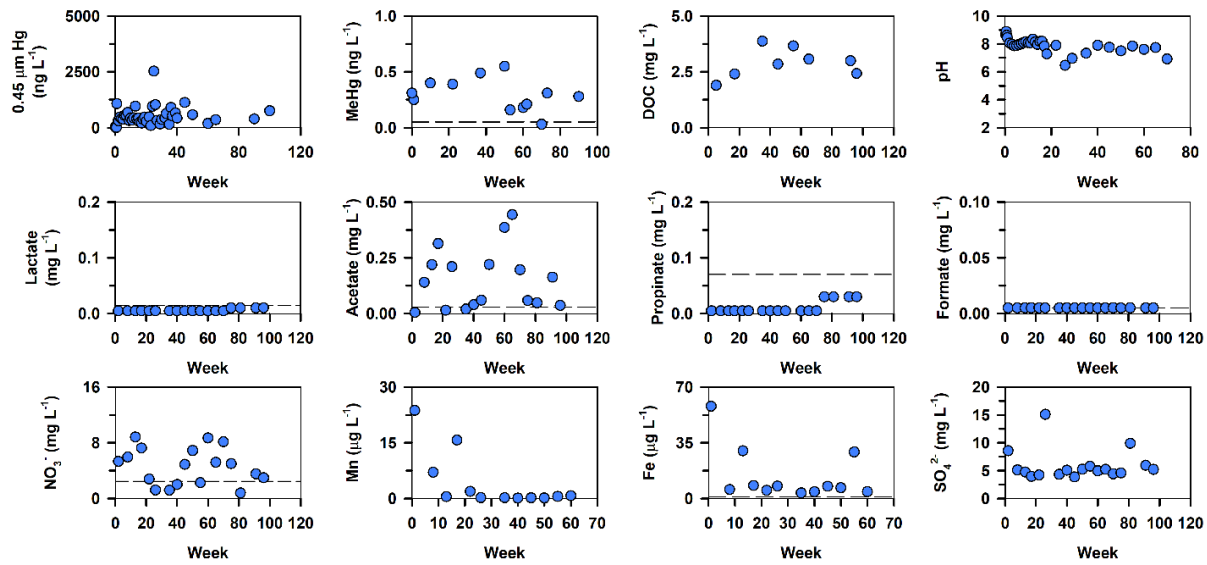 0.45 µm Hg
(ng L⁻¹)
5000
2500
0
0 20 40 60 80 100 120
Week
MeHg (ng L⁻¹)
1.0
0.5
0.0
0 20 40 60 80 100
Week
DOC (mg L⁻¹)
5.0
2.5
0.0
0 20 40 60 80 100 120
Week
pH
10
8
6
4
2
0 20 40 60 80
Week
Lactate
(mg L⁻¹)
0.2
0.1
0.0
0 20 40 60 80 100 120
Week
Acetate (mg L⁻¹)
0.50
0.25
0.00
0 20 40 60 80 100 120
Week
Propinate (mg L⁻¹)
0.2
0.1
0.0
0 20 40 60 80 100 120
Week
Formate (mg L⁻¹)
0.10
0.05
0.00
0 20 40 60 80 100 120
Week
NO₃⁻ (mg L⁻¹)
16
8
0
0 20 40 60 80 100 120
Week
Mn (µg L⁻¹)
30
15
0
0 10 20 30 40 50 60 70
Week
Fe (µg L⁻¹)
70
35
0
0 10 20 30 40 50 60 70
Week
SO₄²⁻ (mg L⁻¹)
20
15
10
5
0
0 20 40 60 80 100 120
Week